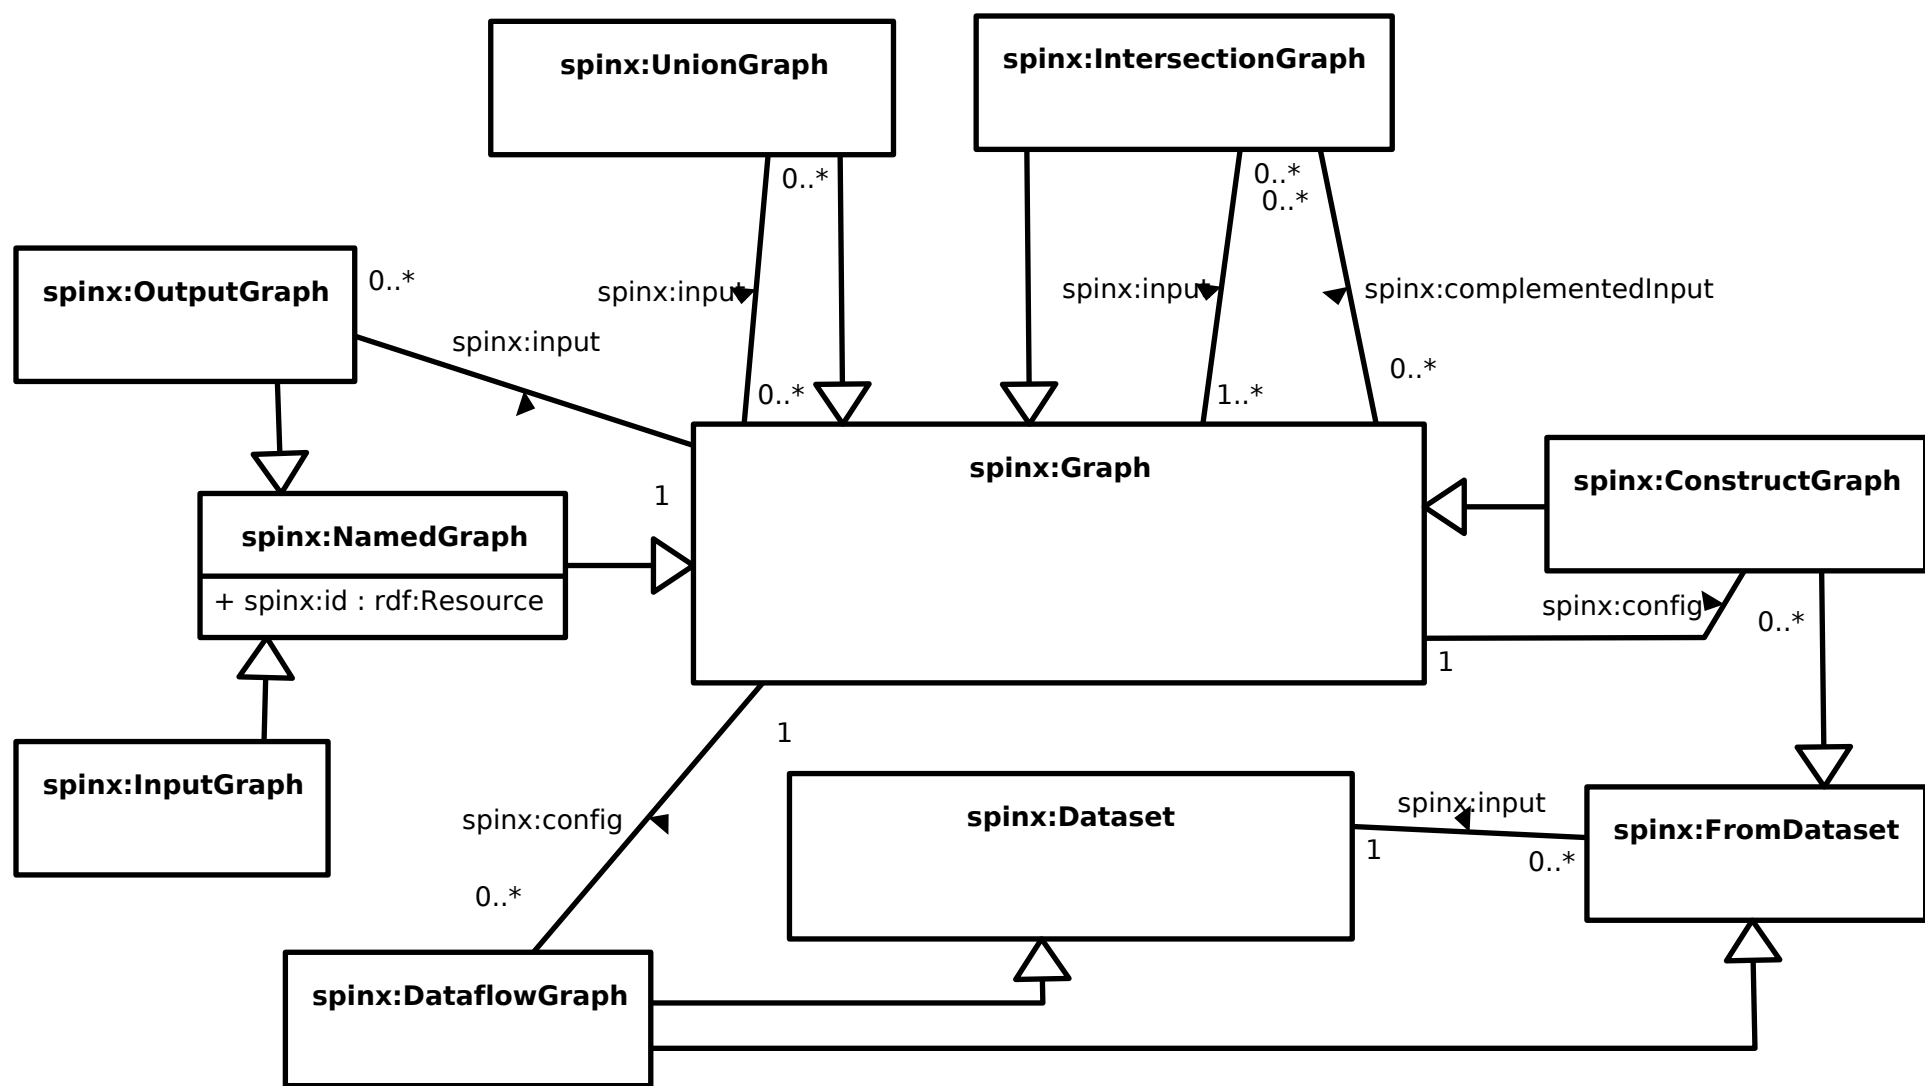 spinx:UnionGraph
spinx:IntersectionGraph
0..*
0..*
0..*
spinx:OutputGraph
0..*
spinx:input
spinx:input
spinx:complementedInput
spinx:input
0..*
0..*
1..*
spinx:Graph
spinx:ConstructGraph
1
spinx:NamedGraph
+ spinx:id : rdf:Resource
spinx:config
0..*
1
1
spinx:InputGraph
spinx:config
spinx:Dataset
spinx:input
spinx:FromDataset
1
0..*
0..*
spinx:DataflowGraph